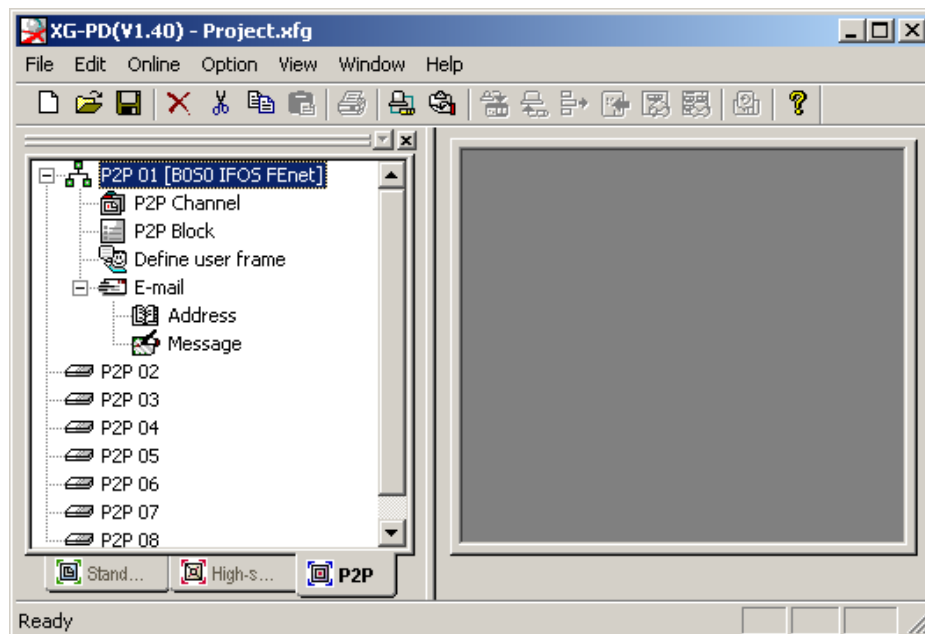 XG-PD(V1.40) - Project.xfg
File Edit Online Option View Window Help
P2P 01 [B0S0 IFOS FEnet]
P2P Channel
P2P Block
Define user frame
E-mail
Address
Message
P2P 02
P2P 03
P2P 04
P2P 05
P2P 06
P2P 07
P2P 08
Stand... High-s... P2P
Ready